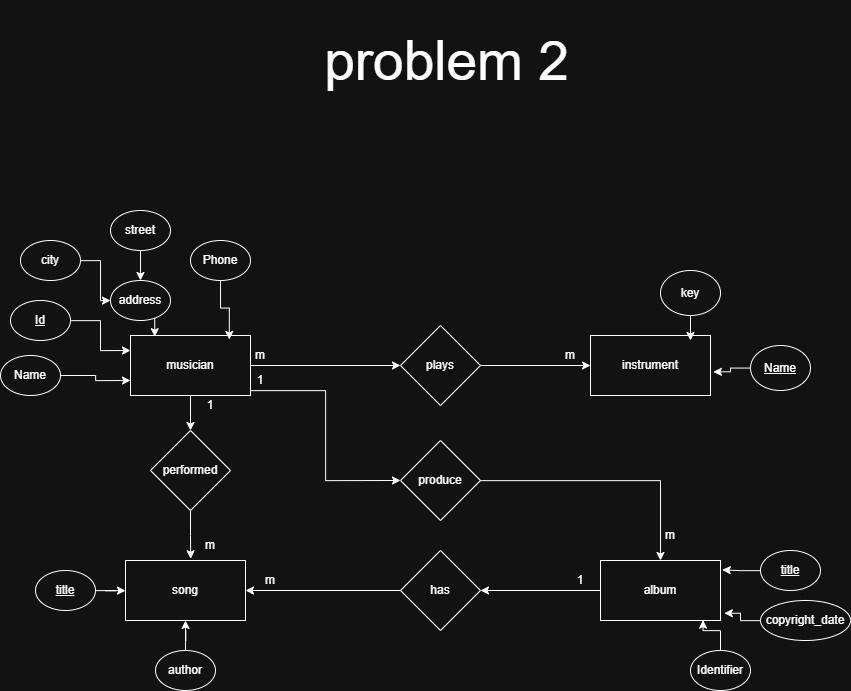 problem 2
street
city
Phone
address
Id
key
musician
m
plays
m
instrument
Name
Name
1
1
performed
produce
m
m
title
song
m
has
1
album
title
copyright_date
author
Identifier